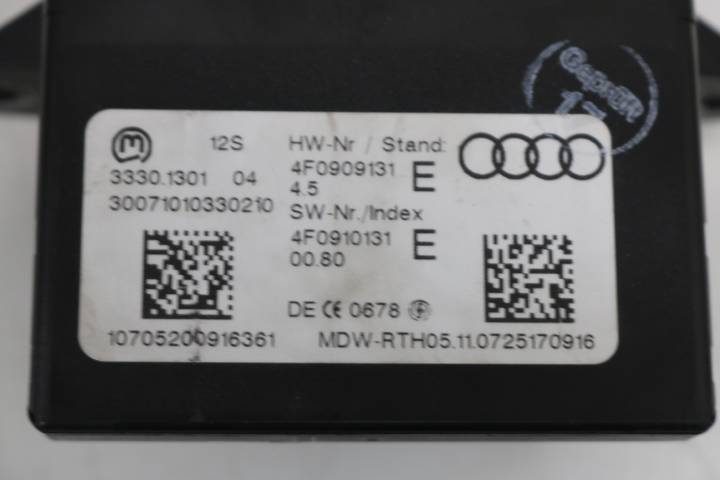 Geprüft
12S
3330.1301 04
30071010330210
HW-Nr / Stand:
4F0909131 E
4.5
SW-Nr./Index
4F0910131 E
00.80
DE CE 0678
10705200916361
MDW-RTH05.11.0725170916